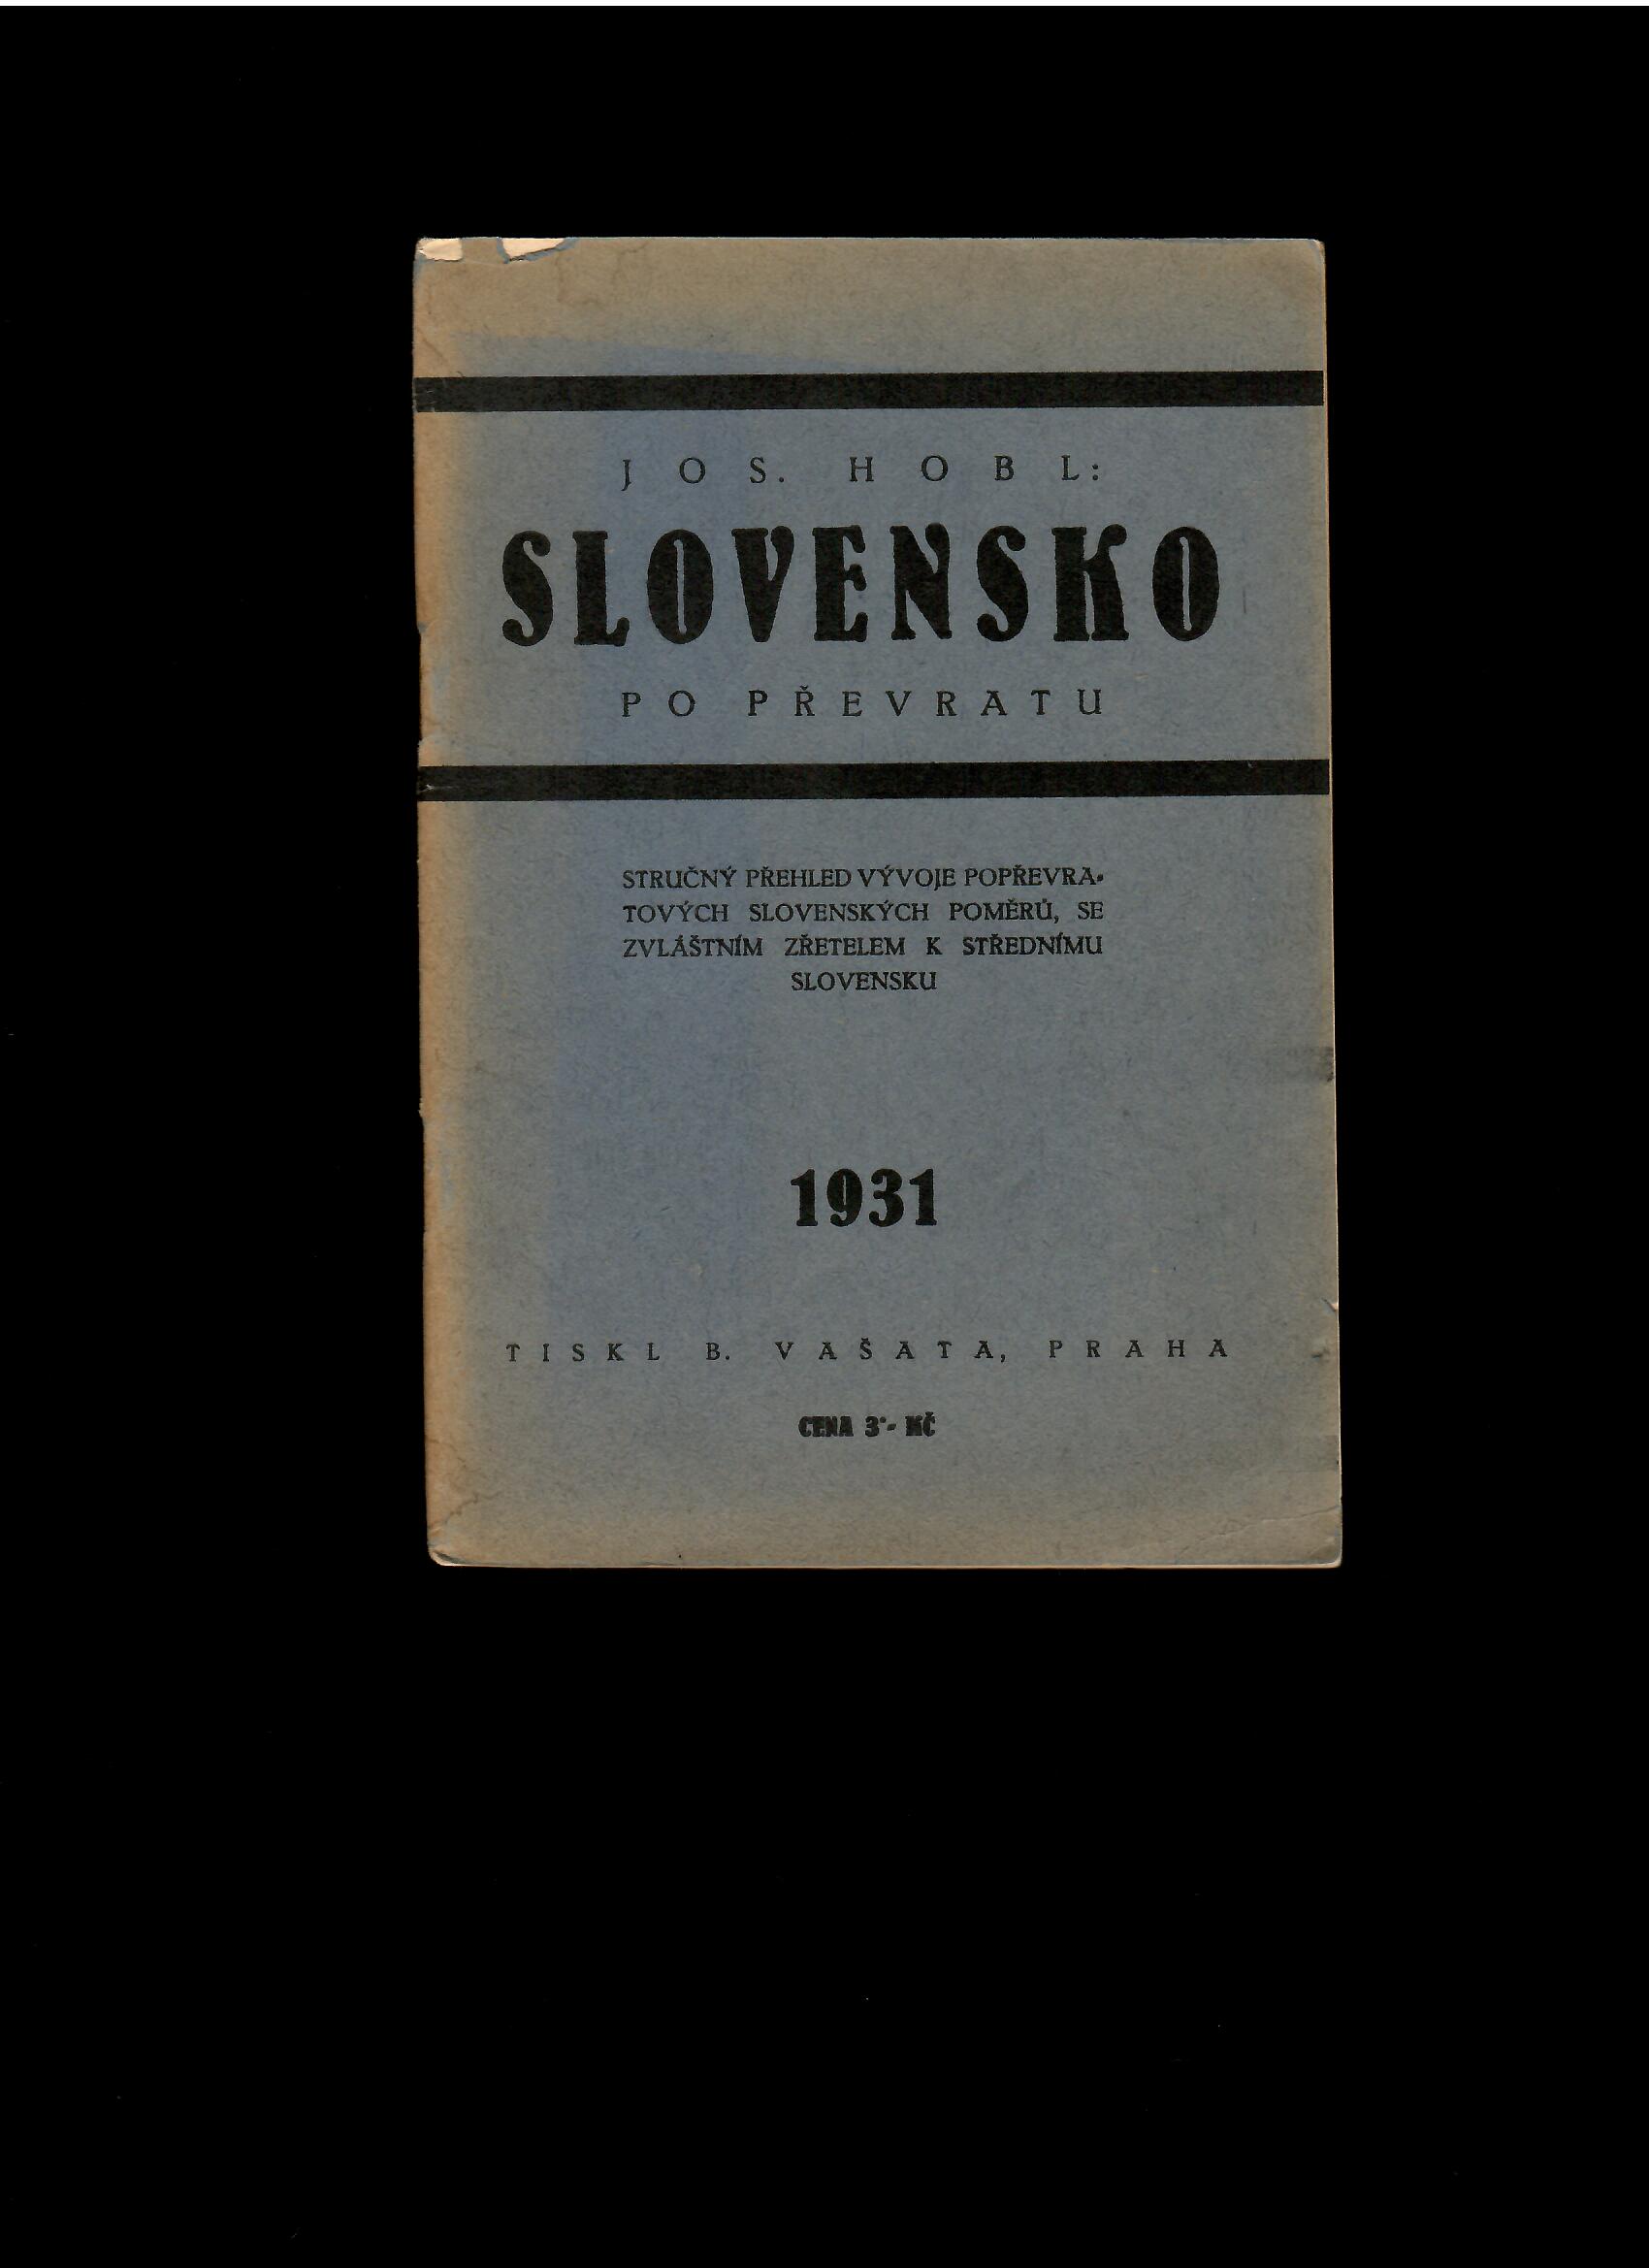 JOS. HOBL:
SLOVENSKO
PO PŘEVRATU
STRUČNÝ PŘEHLED VÝVOJE POPŘEVRA-
TOVÝCH SLOVENSKÝCH POMĚRŮ, SE
ZVLÁŠTNÍM ZŘETELEM K STŘEDNÍMU
SLOVENSKU
1931
TISKL B. VAŠATA, PRAHA
CENA 3·- KČ